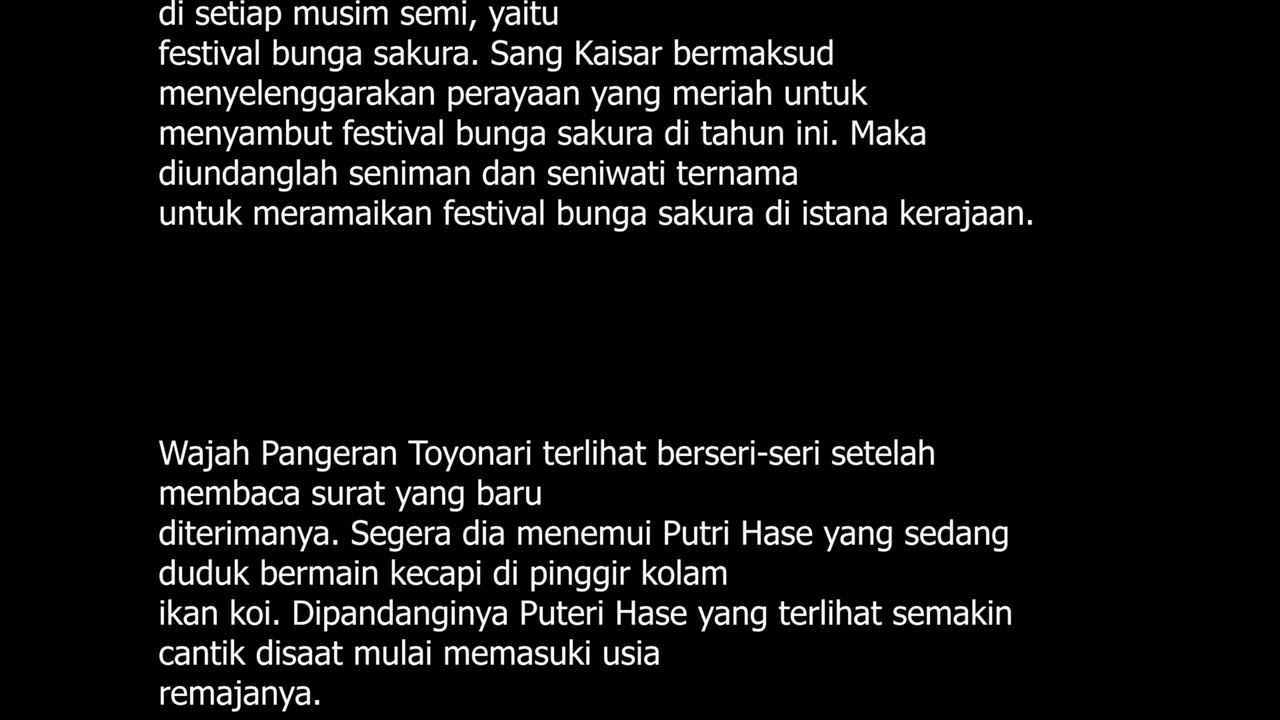 di setiap musim semi, yaitu
festival bunga sakura. Sang Kaisar bermaksud
menyelenggarakan perayaan yang meriah untuk
menyambut festival bunga sakura di tahun ini. Maka
diundanglah seniman dan seniwati ternama
untuk meramaikan festival bunga sakura di istana kerajaan.
Wajah Pangeran Toyonari terlihat berseri-seri setelah
membaca surat yang baru
diterimanya. Segera dia menemui Putri Hase yang sedang
duduk bermain kecapi di pinggir kolam
ikan koi. Dipandanginya Puteri Hase yang terlihat semakin
cantik disaat mulai memasuki usia
remajanya.